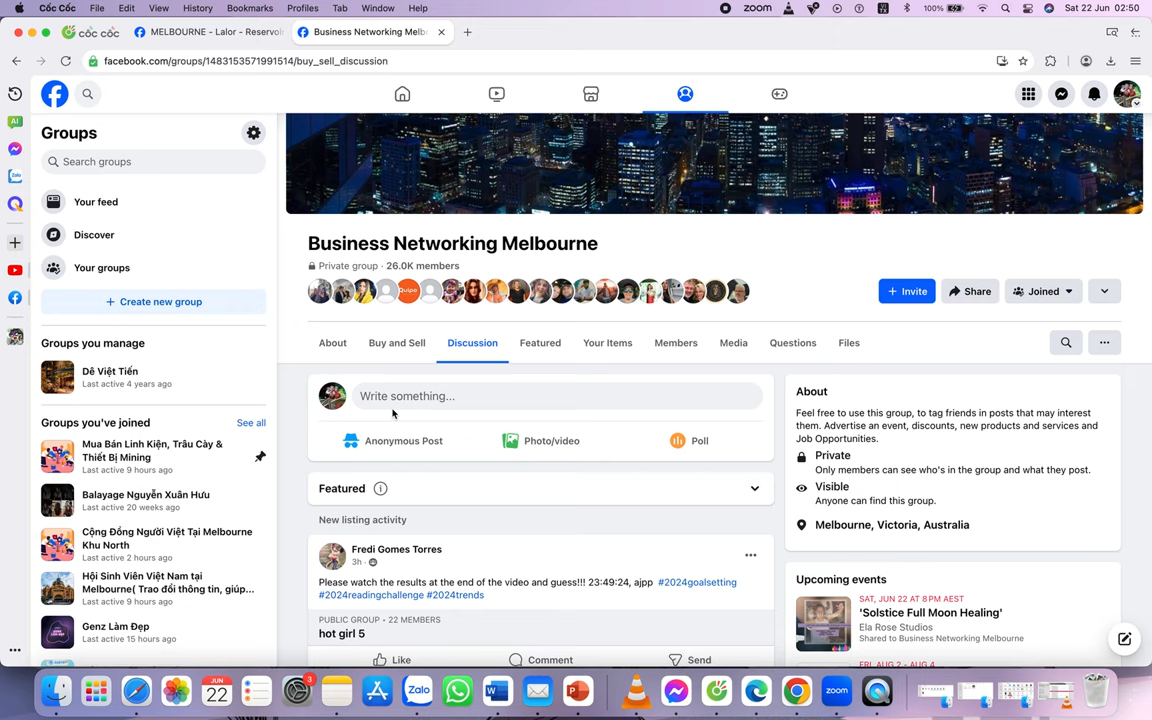 Cốc Cốc File Edit View History Bookmarks Profiles Tab Window Help
zoom 100% Sat 22 Jun 02:50
cốc cốc
MELBOURNE - Lalor - Reservoi
Business Networking Melb
facebook.com/groups/1483153571991514/buy_sell_discussion
Groups
Search groups
Your feed
Discover
Your groups
+ Create new group
Groups you manage
Dê Việt Tiến
Last active 4 years ago
Groups you've joined See all
Mua Bán Linh Kiện, Trâu Cày &
Thiết Bị Mining
Last active 9 hours ago
Balayage Nguyễn Xuân Hưu
Last active 20 weeks ago
Cộng Đồng Người Việt Tại Melbourne
Khu North
Last active 2 hours ago
Hội Sinh Viên Việt Nam tại
Melbourne( Trao đổi thông tin, giúp...
Last active 9 hours ago
Genz Làm Đẹp
Last active 15 hours ago
AI
Zalo
Business Networking Melbourne
Private group · 26.0K members
Quipo
+ Invite
Share
Joined
About
Buy and Sell
Discussion
Featured
Your Items
Members
Media
Questions
Files
Write something...
Anonymous Post
Photo/video
Poll
Featured
New listing activity
Fredi Gomes Torres
3h ·
Please watch the results at the end of the video and guess!!! 23:49:24, ajpp #2024goalsetting
#2024readingchallenge #2024trends
PUBLIC GROUP · 22 MEMBERS
hot girl 5
Like
Comment
Send
About
Feel free to use this group, to tag friends in posts that may interest
them. Advertise an event, discounts, new products and services and
Job Opportunities.
Private
Only members can see who's in the group and what they post.
Visible
Anyone can find this group.
Melbourne, Victoria, Australia
Upcoming events
SAT, JUN 22 AT 8 PM AEST
'Solstice Full Moon Healing'
Ela Rose Studios
Shared to Business Networking Melbourne
FRI, AUG 2 - AUG 4
JUN
22
3
Zalo
W
P
zoom